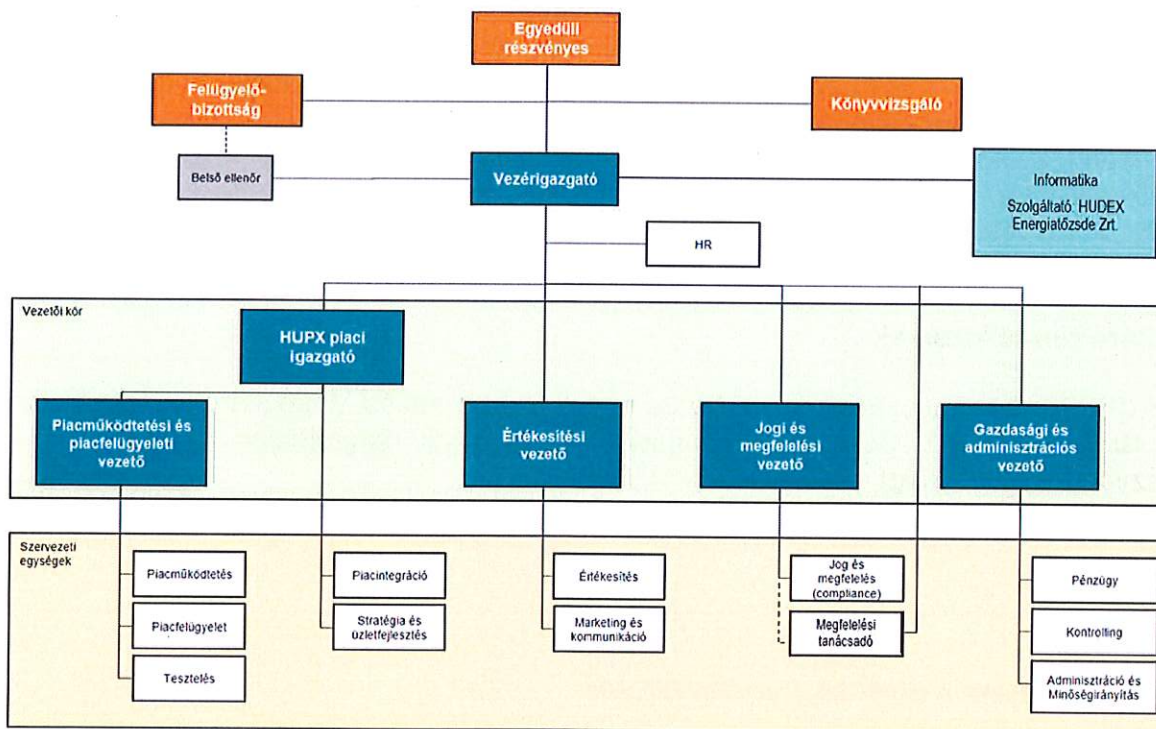 Egyedüli
részvényes
Felügyelő-
bizottság
Könyvvizsgáló
Belső ellenőr
Vezérigazgató
Informatika
Szolgáltató: HUDEX
Energiatőzsde Zrt.
HR
Vezetői kör
HUPX piaci
igazgató
Piacműködtetési és
piacfelügyeleti
vezető
Értékesítési
vezető
Jogi és
megfelelési
vezető
Gazdasági és
adminisztrációs
vezető
Szervezeti
egységek
Piacműködtetés
Piacintegráció
Értékesítés
Jog és
megfelelés
(compliance)
Pénzügy
Piacfelügyelet
Stratégia és
üzletfejlesztés
Marketing és
kommunikáció
Megfelelési
tanácsadó
Kontrolling
Tesztelés
Adminisztráció és
Minőségirányítás